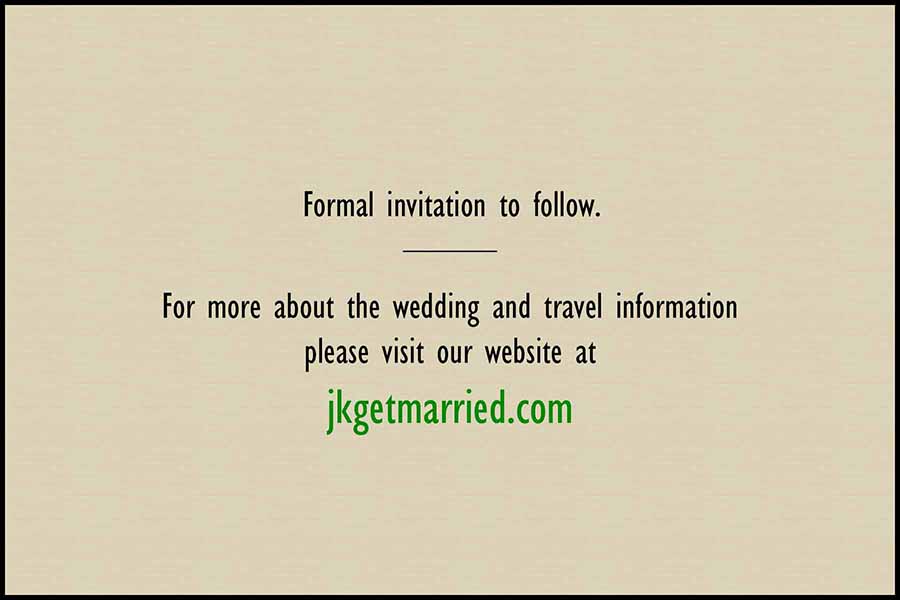 Formal invitation to follow.
For more about the wedding and travel information
please visit our website at
jkgetmarried.com